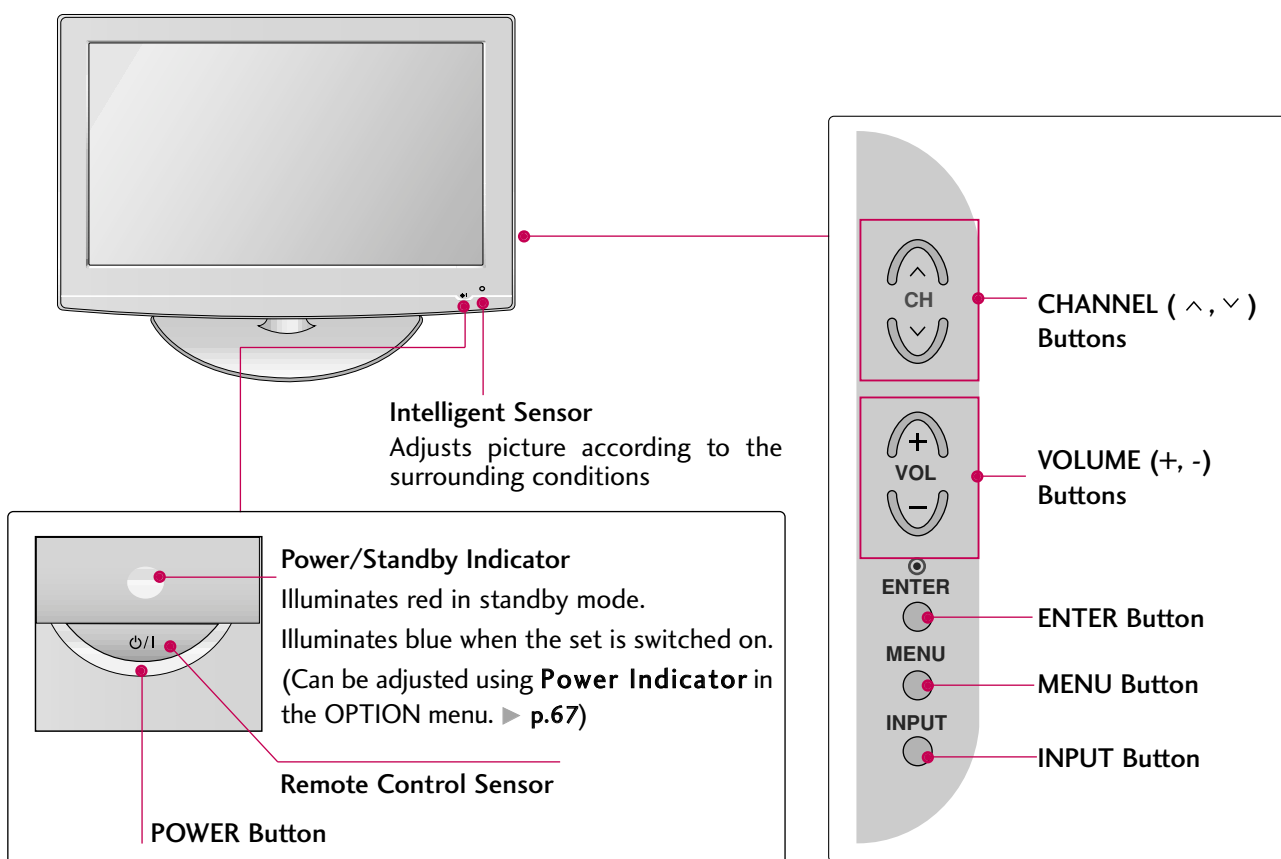 Intelligent Sensor
Adjusts picture according to the
surrounding conditions
Power/Standby Indicator
Illuminates red in standby mode.
Illuminates blue when the set is switched on.
(Can be adjusted using Power Indicator in
the OPTION menu. ▶ p.67)
⏻/I
Remote Control Sensor
POWER Button
CH
VOL
ENTER
MENU
INPUT
CHANNEL ( ︿ , ﹀ )
Buttons
VOLUME (+, -)
Buttons
ENTER Button
MENU Button
INPUT Button